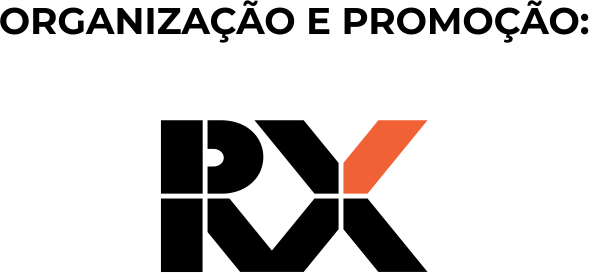 ORGANIZAÇÃO E PROMOÇÃO:
RX